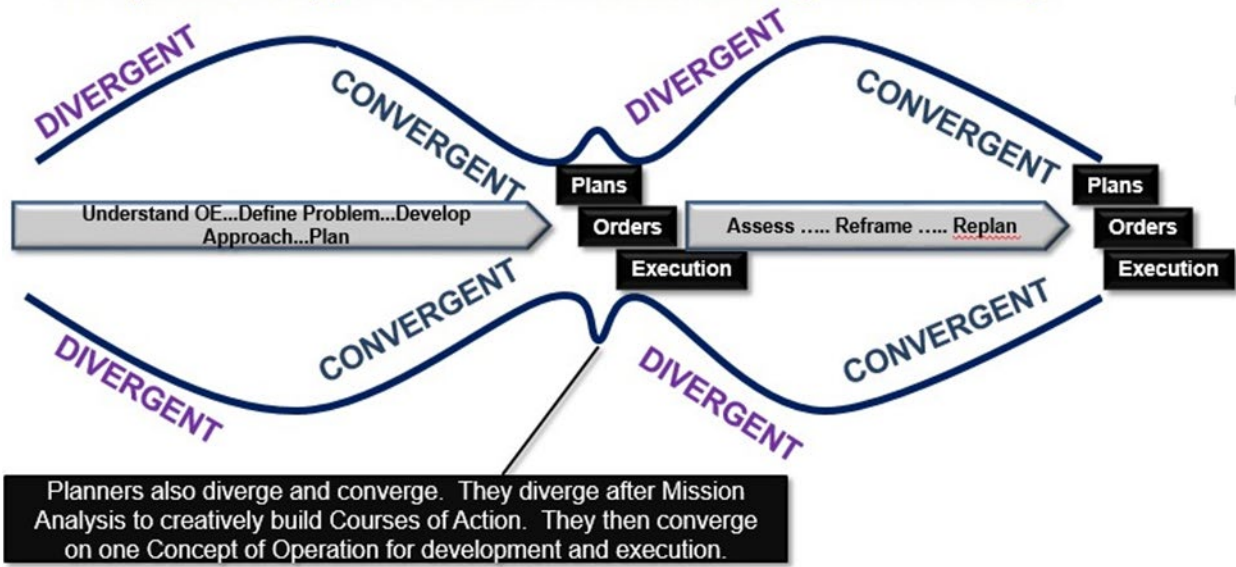 DIVERGENT
CONVERGENT
DIVERGENT
CONVERGENT
Plans
Orders
Execution
Plans
Orders
Execution
Understand OE...Define Problem...Develop
Approach...Plan
Assess ..... Reframe ..... Replan
DIVERGENT
CONVERGENT
DIVERGENT
CONVERGENT
Planners also diverge and converge. They diverge after Mission
Analysis to creatively build Courses of Action. They then converge
on one Concept of Operation for development and execution.